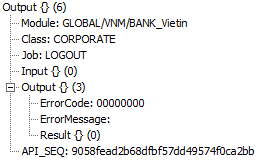 Output {} (6)
Module: GLOBAL/VNM/BANK_Vietin
Class: CORPORATE
Job: LOGOUT
Input {} (0)
Output {} (3)
ErrorCode: 00000000
ErrorMessage:
Result {} (0)
API_SEQ: 9058fead2b68dfbf57dd49574f0ca2bb